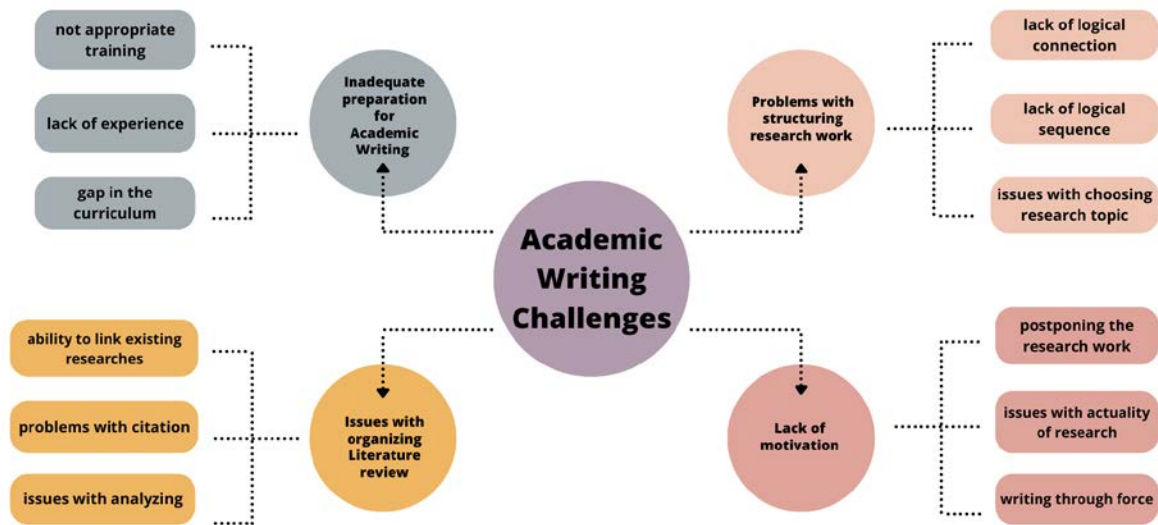 not appropriate
training
lack of experience
gap in the
curriculum
Inadequate
preparation
for
Academic
Writing
Problems with
structuring
research work
lack of logical
connection
lack of logical
sequence
issues with choosing
research topic
Academic
Writing
Challenges
ability to link existing
researches
problems with citation
issues with analyzing
Issues with
organizing
Literature
review
Lack of
motivation
postponing the
research work
issues with actuality
of research
writing through force